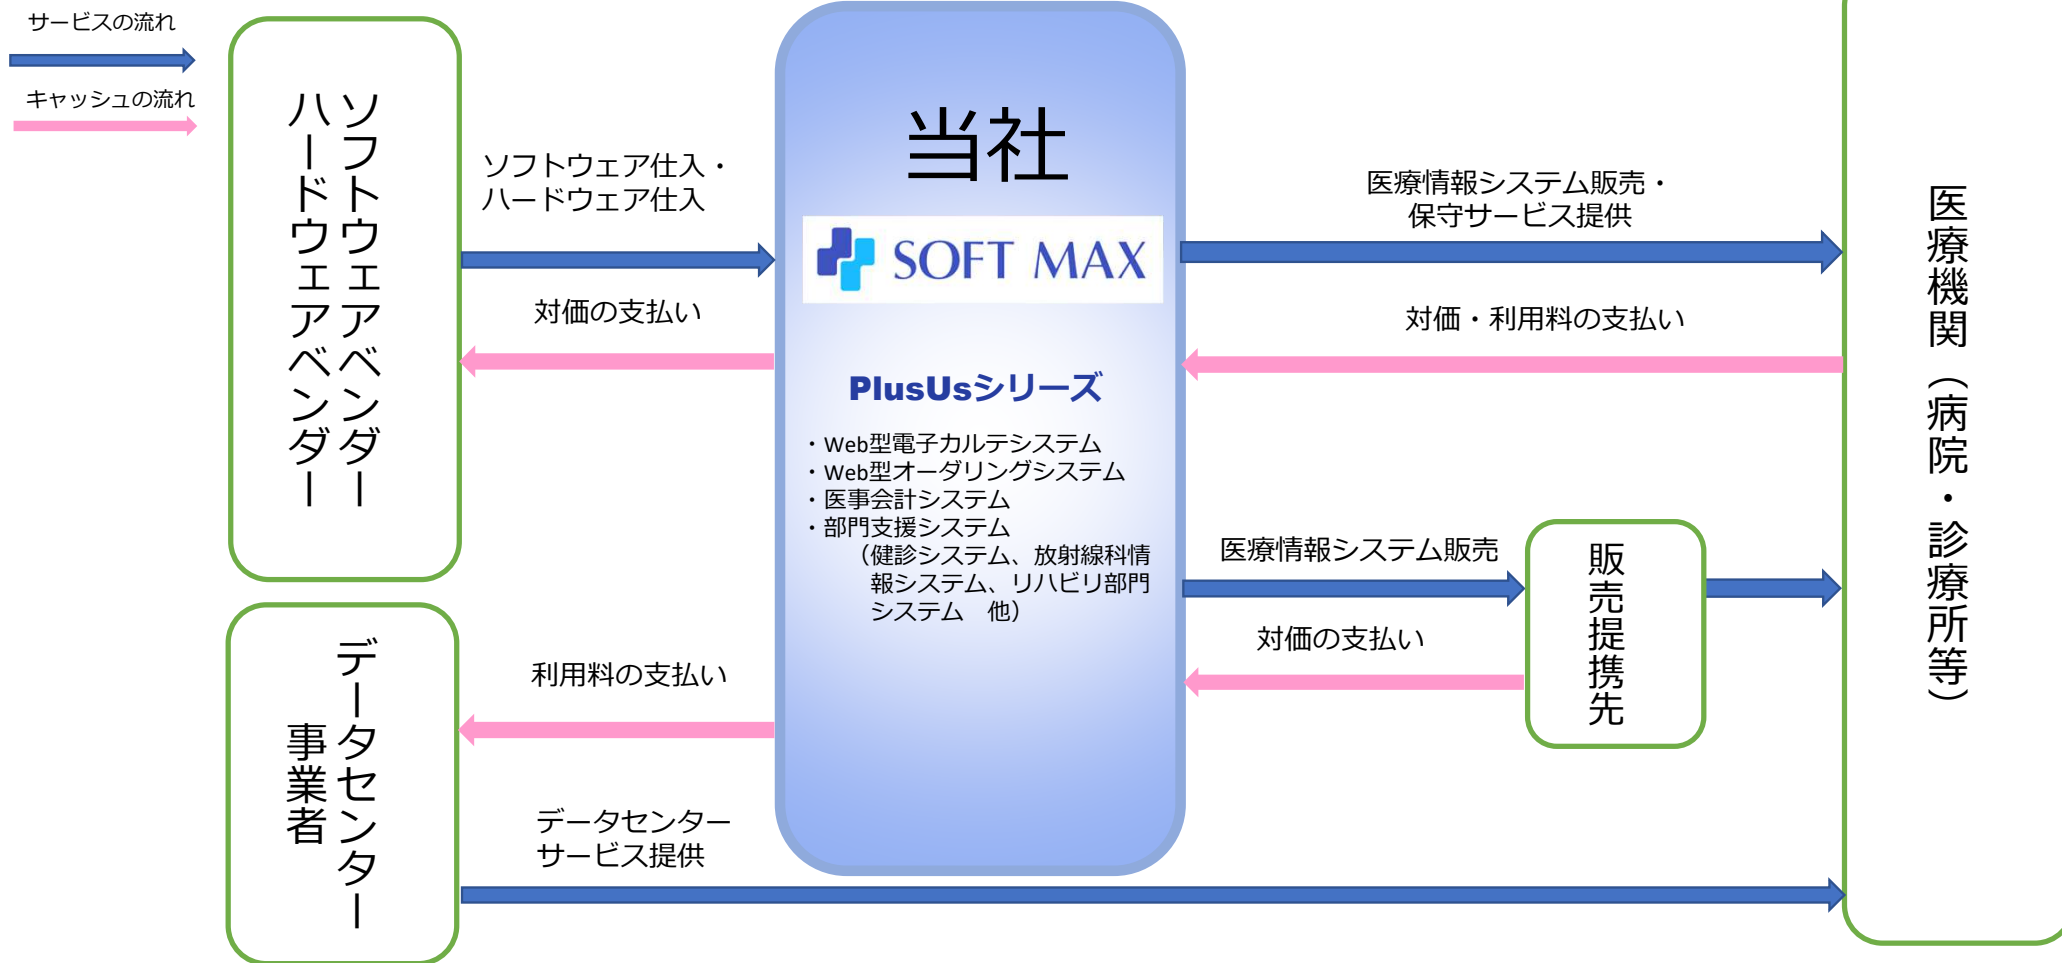 サービスの流れ
キャッシュの流れ
ソフトウェアベンダー
ハードウェアベンダー
ソフトウェア仕入・
ハードウェア仕入
対価の支払い
当社
SOFT MAX
PlusUsシリーズ
・Web型電子カルテシステム
・Web型オーダリングシステム
・医事会計システム
・部門支援システム
（健診システム、放射線科情
報システム、リハビリ部門
システム　他）
医療情報システム販売・
保守サービス提供
対価・利用料の支払い
医療情報システム販売
対価の支払い
販売提携先
医療機関（病院・診療所等）
データセンター
事業者
利用料の支払い
データセンター
サービス提供